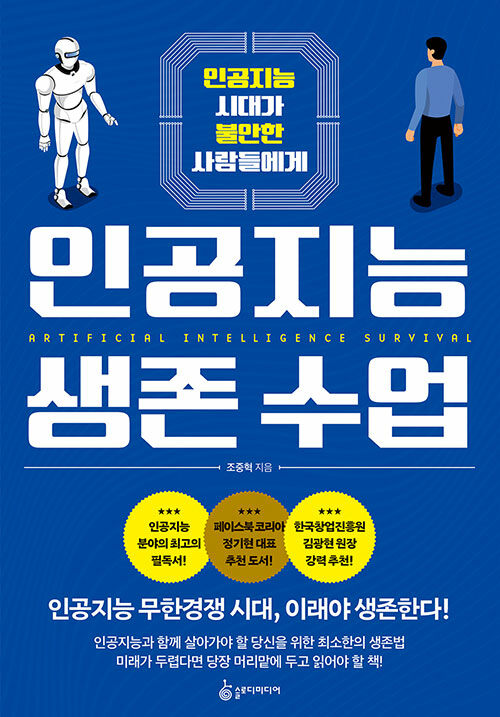 인공지능
시대가
불안한
사람들에게
인공지능
ARTIFICIAL INTELLIGENCE SURVIVAL
생존 수업
조중혁 지음
★★★
인공지능
분야의 최고의
필독서!
★★★
페이스북 코리아
정기현 대표
추천 도서!
★★★
한국창업진흥원
김광현 원장
강력 추천!
인공지능 무한경쟁 시대, 이래야 생존한다!
인공지능과 함께 살아가야 할 당신을 위한 최소한의 생존법
미래가 두렵다면 당장 머리맡에 두고 읽어야 할 책!
슬로디미디어